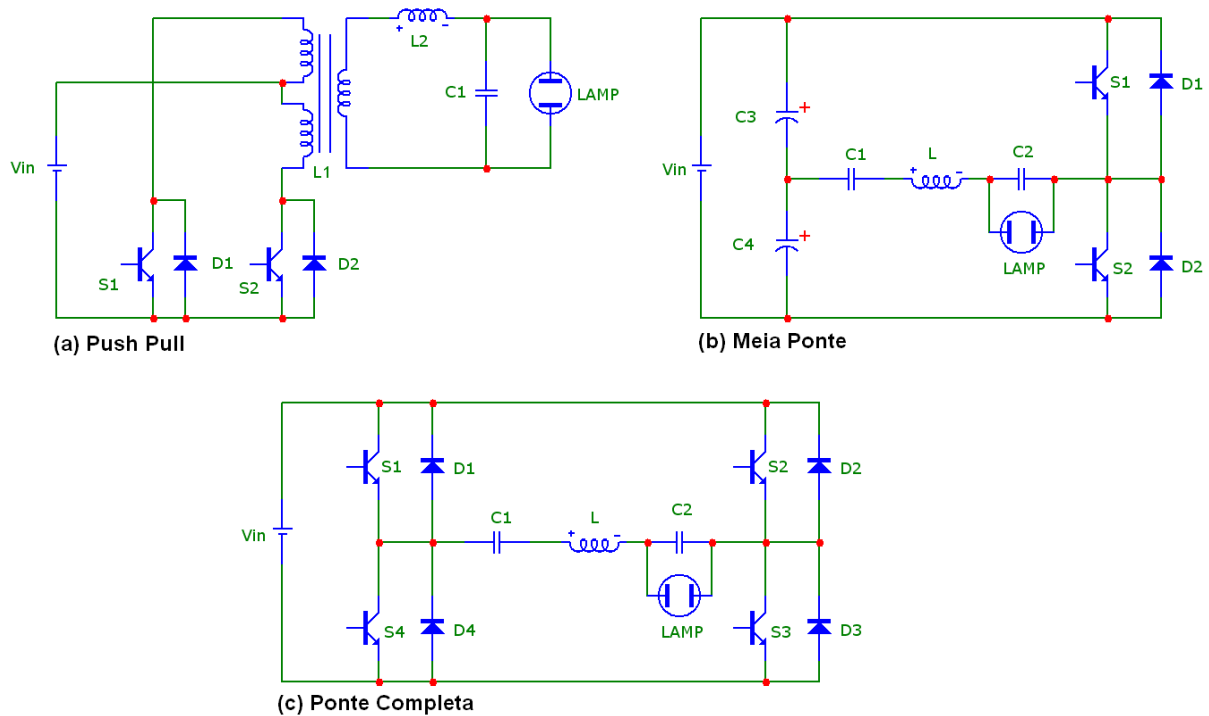 L2
+ -
C1
LAMP
Vin
L1
S1
D1
S2
D2
(a) Push Pull
S1
D1
C3
+
Vin
C1
L
C2
+ -
C4
+
LAMP
S2
D2
(b) Meia Ponte
S1
D1
S2
D2
Vin
C1
L
C2
+ -
S4
D4
LAMP
S3
D3
(c) Ponte Completa